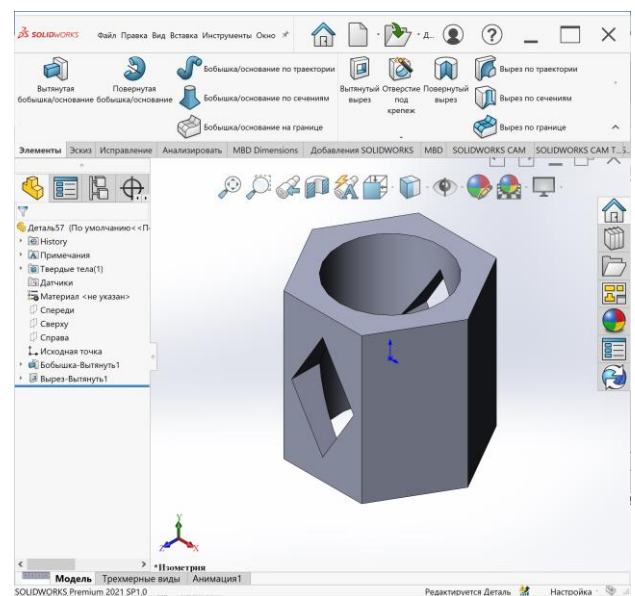 SOLIDWORKS Файл Правка Вид Вставка Инструменты Окно Д...
Вытянутая бобышка/основание
Повернутая бобышка/основание
Бобышка/основание по траектории
Бобышка/основание по сечениям
Бобышка/основание на границе
Вытянутый вырез
Отверстие под крепеж
Повернутый вырез
Вырез по траектории
Вырез по сечениям
Вырез по границе
Элементы Эскиз Исправление Анализировать MBD Dimensions Добавления SOLIDWORKS MBD SOLIDWORKS CAM SOLIDWORKS CAM T...
Деталь57 (По умолчанию<<П
History
Примечания
Твердые тела(1)
Датчики
Материал <не указан>
Спереди
Сверху
Справа
Исходная точка
Бобышка-Вытянуть1
Вырез-Вытянуть1
Y
Z X
*Изометрия
Модель Трехмерные виды Анимация1
SOLIDWORKS Premium 2021 SP1.0 Редактируется Деталь Настройка